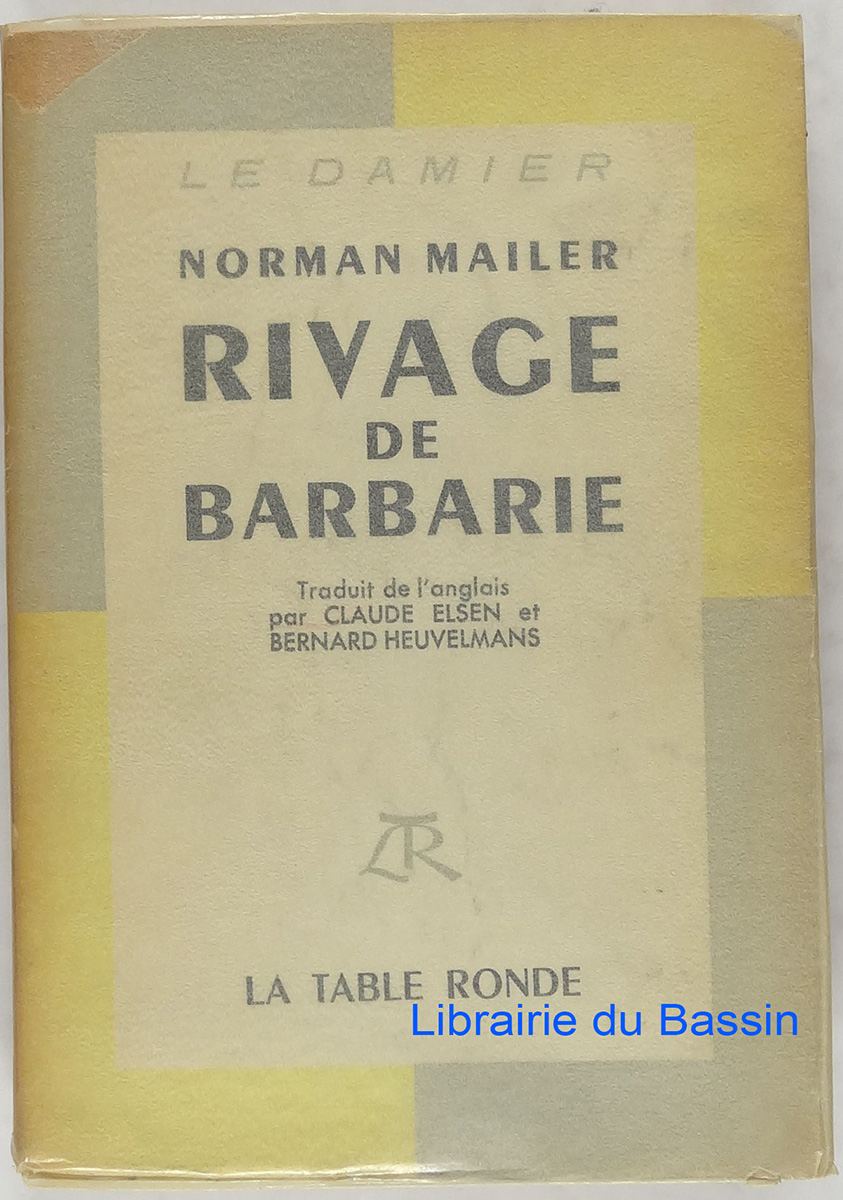 LE DAMIER
NORMAN MAILER
RIVAGE
DE
BARBARIE
Traduit de l'anglais
par CLAUDE ELSEN et
BERNARD HEUVELMANS
LTR
LA TABLE RONDE
Librairie du Bassin